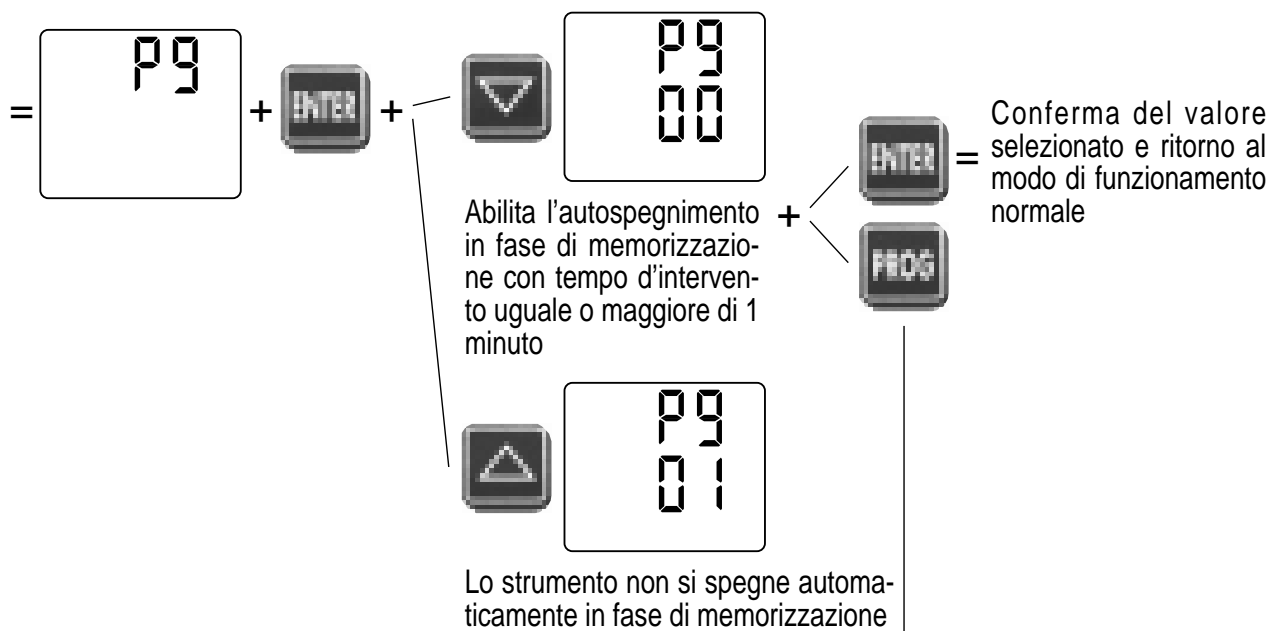 P9
= + ENTER +
P9
00
Abilita l'autospegnimento
in fase di memorizzazio-
ne con tempo d'interven-
to uguale o maggiore di 1
minuto
+
ENTER
=
PROG
Conferma del valore
selezionato e ritorno al
modo di funzionamento
normale
P9
01
Lo strumento non si spegne automa-
ticamente in fase di memorizzazione